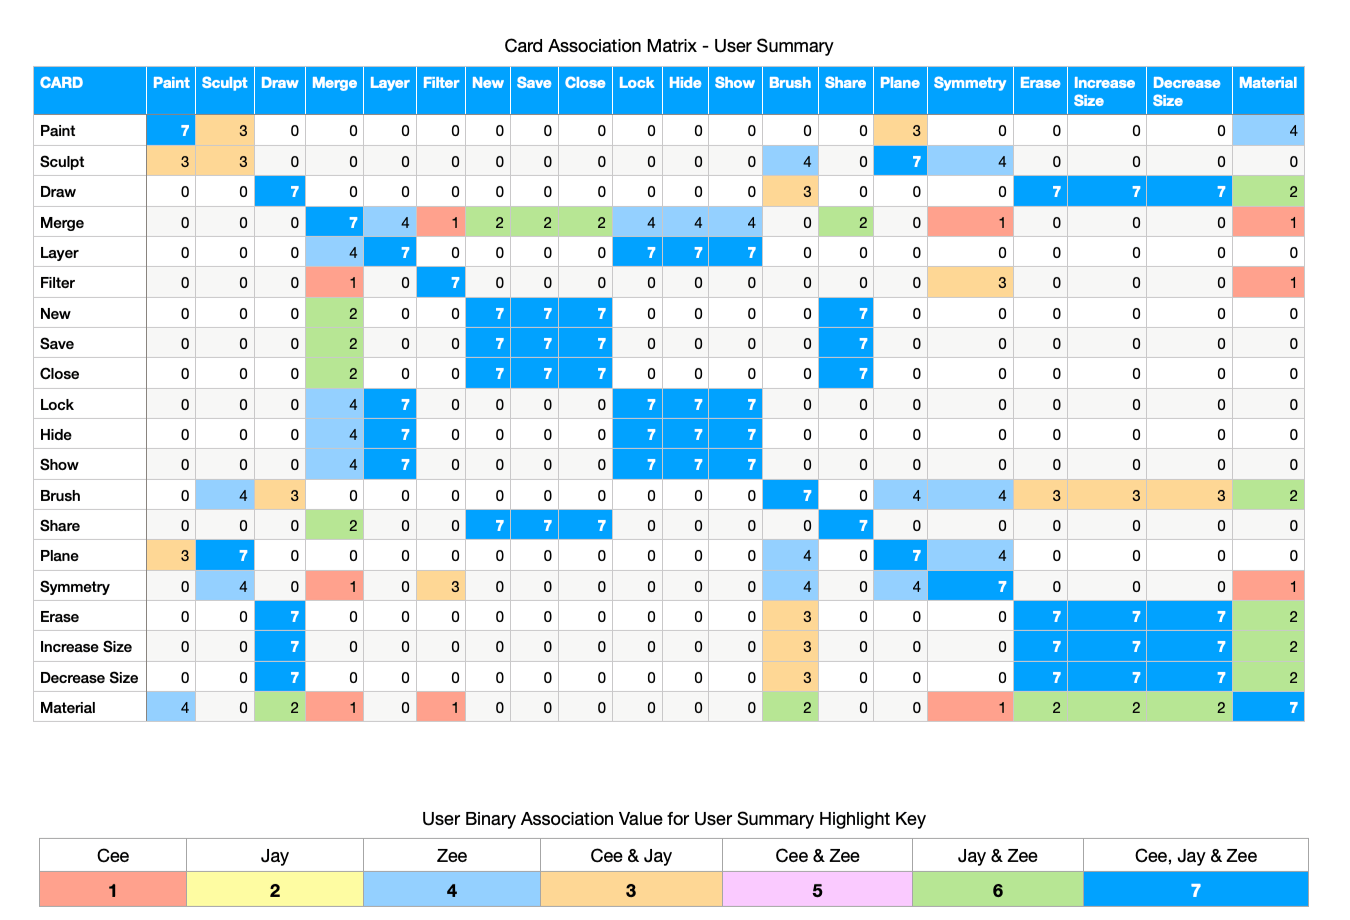 Card Association Matrix - User Summary
CARD Paint Sculpt Draw Merge Layer Filter New Save Close Lock Hide Show Brush Share Plane Symmetry Erase Increase Size Decrease Size Material
Paint 7 3 0 0 0 0 0 0 0 0 0 0 0 0 3 0 0 0 0 4
Sculpt 3 3 0 0 0 0 0 0 0 0 0 0 4 0 7 4 0 0 0 0
Draw 0 0 7 0 0 0 0 0 0 0 0 0 3 0 0 0 7 7 7 2
Merge 0 0 0 7 4 1 2 2 2 4 4 4 0 2 0 1 0 0 0 1
Layer 0 0 0 4 7 0 0 0 0 7 7 7 0 0 0 0 0 0 0 0
Filter 0 0 0 1 0 7 0 0 0 0 0 0 0 0 0 3 0 0 0 1
New 0 0 0 2 0 0 7 7 7 0 0 0 0 7 0 0 0 0 0 0
Save 0 0 0 2 0 0 7 7 7 0 0 0 0 7 0 0 0 0 0 0
Close 0 0 0 2 0 0 7 7 7 0 0 0 0 7 0 0 0 0 0 0
Lock 0 0 0 4 7 0 0 0 0 7 7 7 0 0 0 0 0 0 0 0
Hide 0 0 0 4 7 0 0 0 0 7 7 7 0 0 0 0 0 0 0 0
Show 0 0 0 4 7 0 0 0 0 7 7 7 0 0 0 0 0 0 0 0
Brush 0 4 3 0 0 0 0 0 0 0 0 0 7 0 4 4 3 3 3 2
Share 0 0 0 2 0 0 7 7 7 0 0 0 0 7 0 0 0 0 0 0
Plane 3 7 0 0 0 0 0 0 0 0 0 0 4 0 7 4 0 0 0 0
Symmetry 0 4 0 1 0 3 0 0 0 0 0 0 4 0 4 7 0 0 0 1
Erase 0 0 7 0 0 0 0 0 0 0 0 0 3 0 0 0 7 7 7 2
Increase Size 0 0 7 0 0 0 0 0 0 0 0 0 3 0 0 0 7 7 7 2
Decrease Size 0 0 7 0 0 0 0 0 0 0 0 0 3 0 0 0 7 7 7 2
Material 4 0 2 1 0 1 0 0 0 0 0 0 2 0 0 1 2 2 2 7
User Binary Association Value for User Summary Highlight Key
Cee Jay Zee Cee & Jay Cee & Zee Jay & Zee Cee, Jay & Zee
1 2 4 3 5 6 7